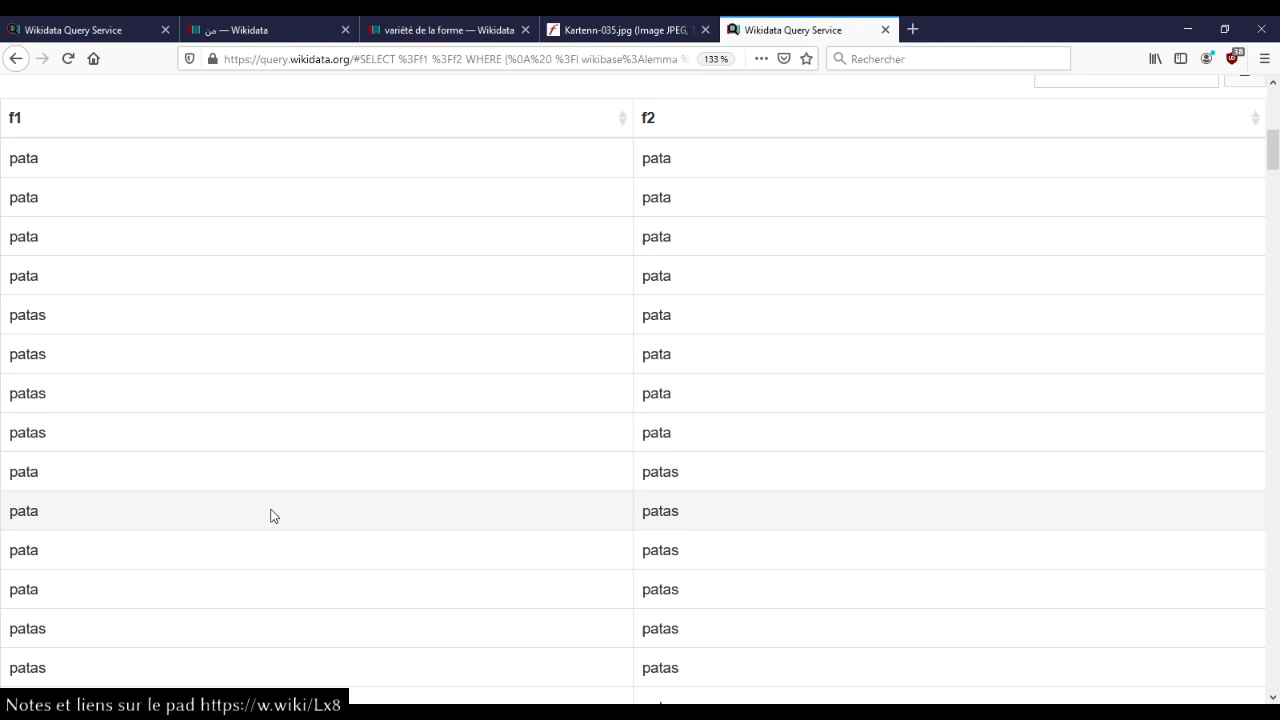 Wikidata Query Service
من — Wikidata
variété de la forme — Wikidata
Kartenn-035.jpg (Image JPEG, 1
Wikidata Query Service
https://query.wikidata.org/#SELECT %3Ff1 %3Ff2 WHERE {%0A%20 %3Fl wikibase%3Alemma %
133 %
Rechercher
38
f1 f2
pata pata
pata pata
pata pata
pata pata
patas pata
patas pata
patas pata
patas pata
pata patas
pata patas
pata patas
pata patas
patas patas
patas patas
Notes et liens sur le pad https://w.wiki/Lx8